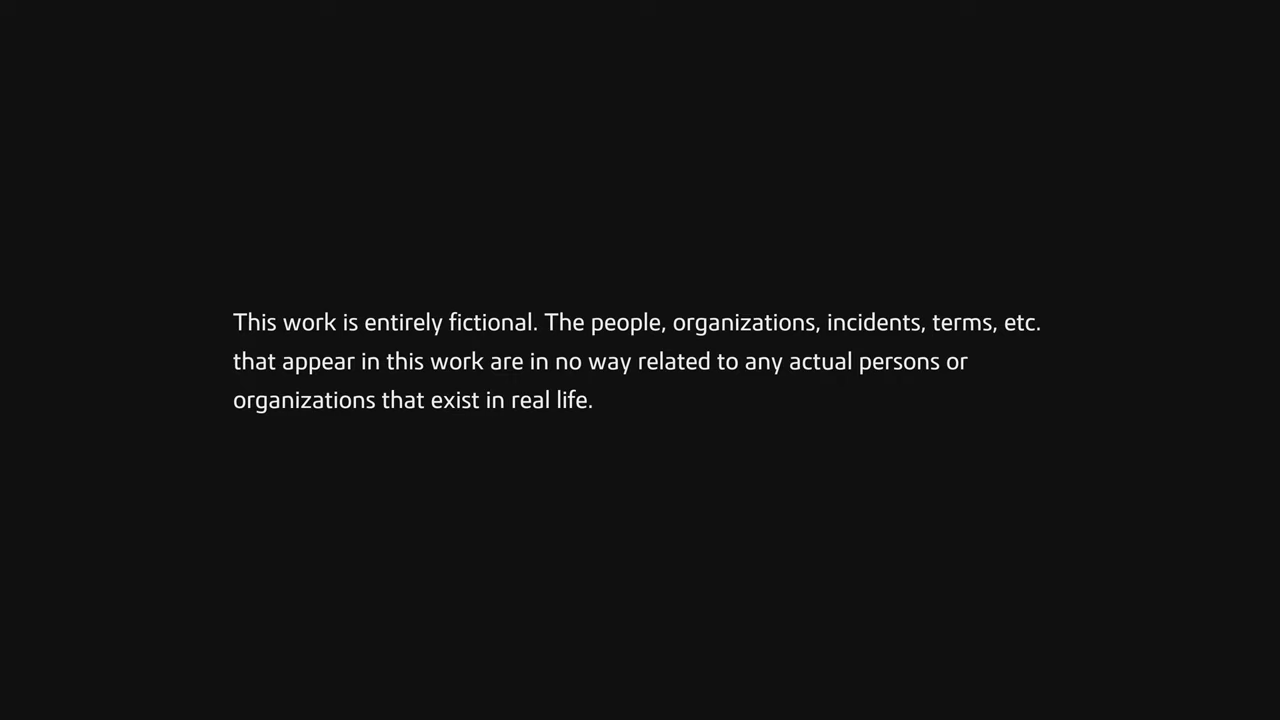 This work is entirely fictional. The people, organizations, incidents, terms, etc.
that appear in this work are in no way related to any actual persons or
organizations that exist in real life.